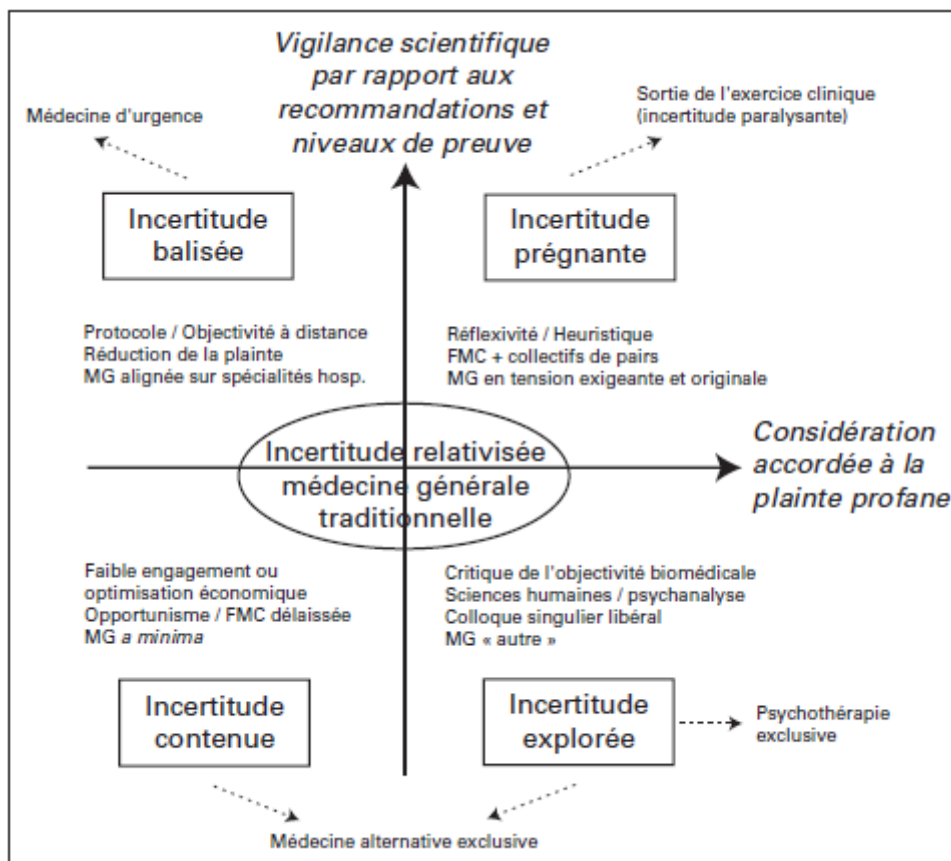 Vigilance scientifique
par rapport aux
recommandations et
niveaux de preuve
Médecine d'urgence
Sortie de l'exercice clinique
(incertitude paralysante)
Incertitude
balisée
Incertitude
prégnante
Protocole / Objectivité à distance
Réduction de la plainte
MG alignée sur spécialités hosp.
Réflexivité / Heuristique
FMC + collectifs de pairs
MG en tension exigeante et originale
Incertitude relativisée
médecine générale
traditionnelle
Considération
accordée à la
plainte profane
Faible engagement ou
optimisation économique
Opportunisme / FMC délaissée
MG a minima
Critique de l'objectivité biomédicale
Sciences humaines / psychanalyse
Colloque singulier libéral
MG « autre »
Incertitude
contenue
Incertitude
explorée
Psychothérapie
exclusive
Médecine alternative exclusive